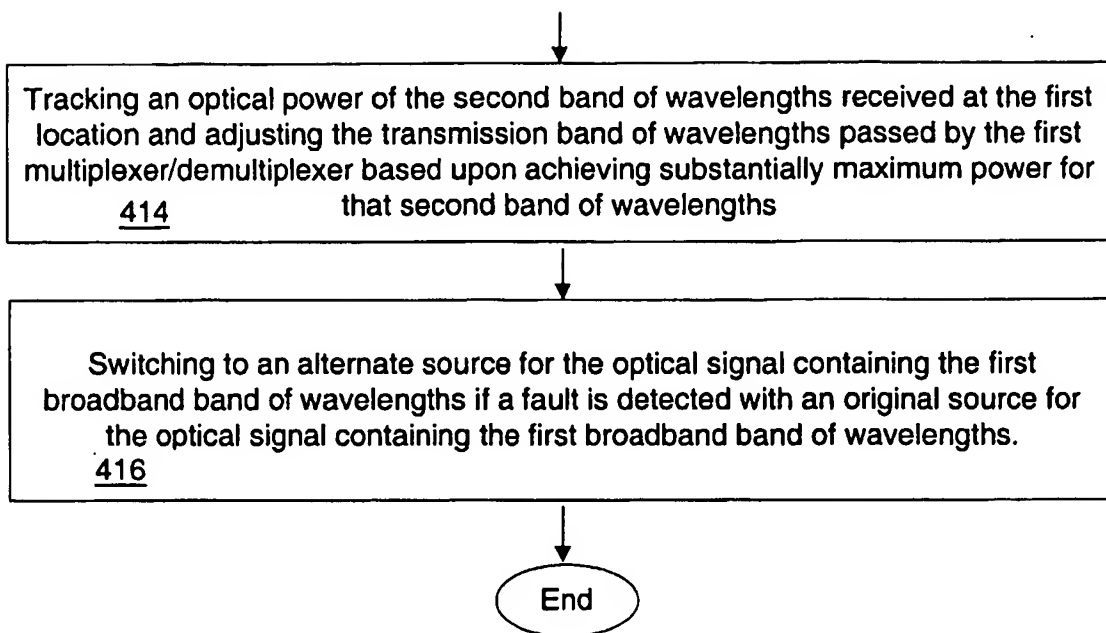 Tracking an optical power of the second band of wavelengths received at the first
location and adjusting the transmission band of wavelengths passed by the first
multiplexer/demultiplexer based upon achieving substantially maximum power for
414 that second band of wavelengths
Switching to an alternate source for the optical signal containing the first
broadband band of wavelengths if a fault is detected with an original source for
the optical signal containing the first broadband band of wavelengths.
416
End